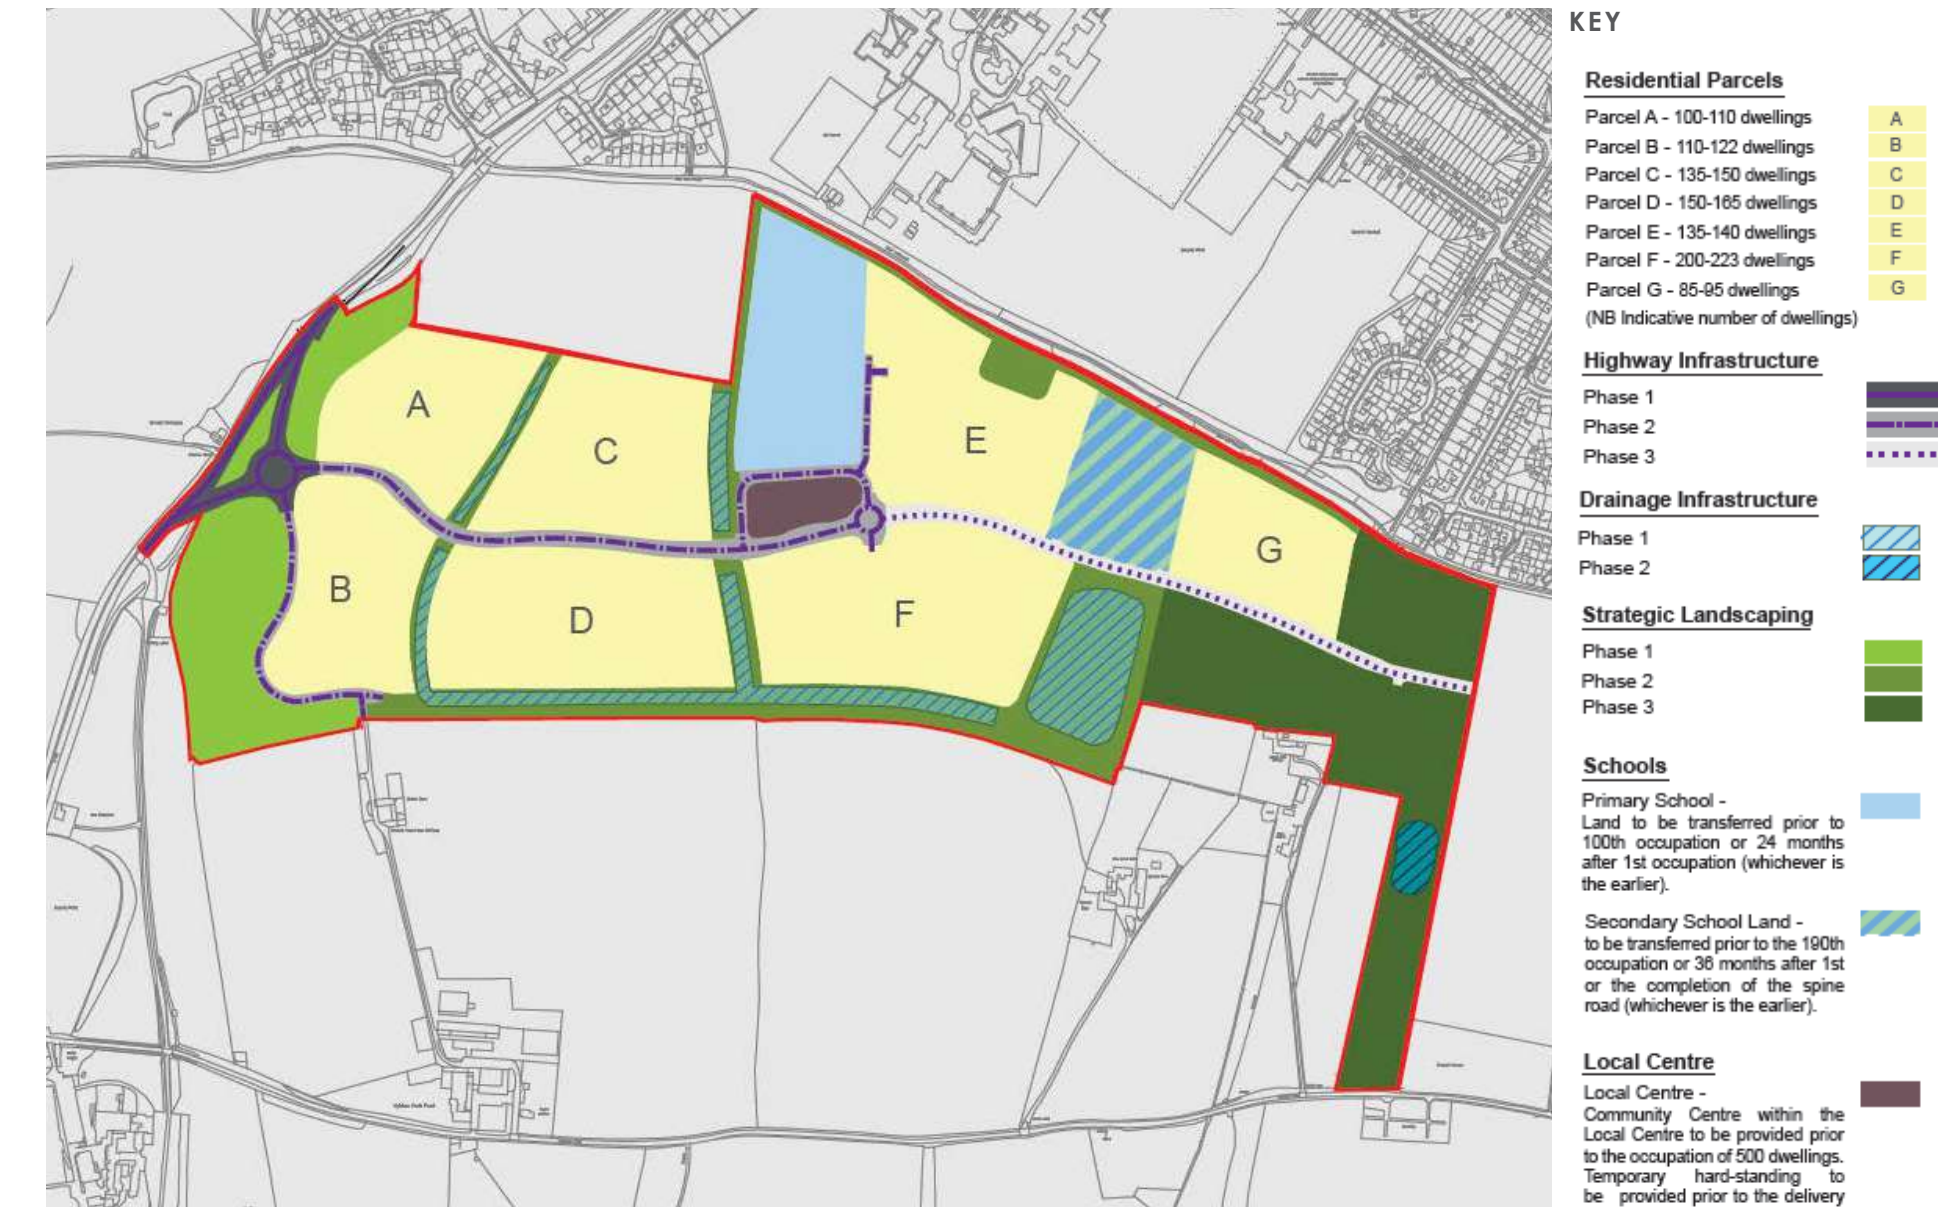 KEY
Residential Parcels
Parcel A - 100-110 dwellings
A
Parcel B - 110-122 dwellings
B
Parcel C - 135-150 dwellings
C
Parcel D - 150-165 dwellings
D
Parcel E - 135-140 dwellings
E
Parcel F - 200-223 dwellings
F
Parcel G - 85-95 dwellings
G
(NB Indicative number of dwellings)
Highway Infrastructure
Phase 1
Phase 2
Phase 3
Drainage Infrastructure
Phase 1
Phase 2
Strategic Landscaping
Phase 1
Phase 2
Phase 3
Schools
Primary School -
Land to be transferred prior to
100th occupation or 24 months
after 1st occupation (whichever is
the earlier).
Secondary School Land -
to be transferred prior to the 190th
occupation or 36 months after 1st
or the completion of the spine
road (whichever is the earlier).
Local Centre
Local Centre -
Community Centre within the
Local Centre to be provided prior
to the occupation of 500 dwellings.
Temporary hard-standing to
be provided prior to the delivery
A
C
E
G
B
D
F